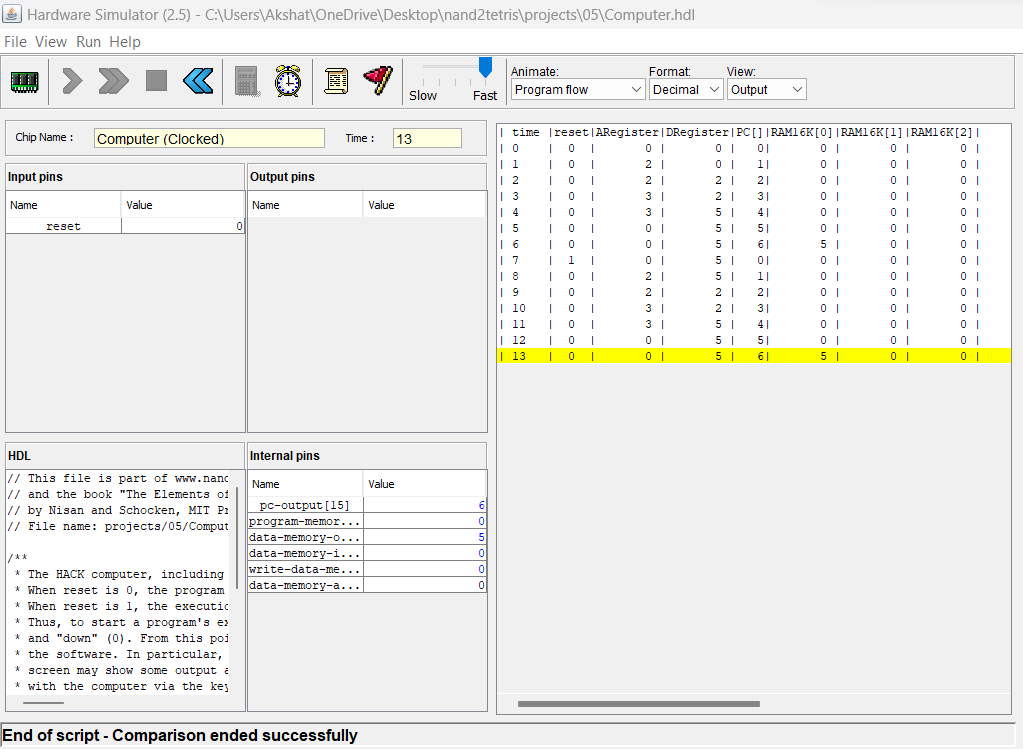 Hardware Simulator (2.5) - C:\Users\Akshat\OneDrive\Desktop\nand2tetris\projects\05\Computer.hdl
File View Run Help
Slow Fast
Animate: Format: View:
Program flow Decimal Output
Chip Name : Computer (Clocked) Time : 13
Input pins
Name Value
reset 0
Output pins
Name Value
HDL
// This file is part of www.nand
// and the book "The Elements of
// by Nisan and Schocken, MIT Pr
// File name: projects/05/Comput
/**
* The HACK computer, including
* When reset is 0, the program
* When reset is 1, the executio
* Thus, to start a program's ex
* and "down" (0). From this poi
* the software. In particular,
* screen may show some output a
* with the computer via the key
Internal pins
Name Value
pc-output[15] 6
program-memor... 0
data-memory-o... 5
data-memory-i... 0
write-data-me... 0
data-memory-a... 0
| time |reset|ARegister|DRegister|PC[]|RAM16K[0]|RAM16K[1]|RAM16K[2]|
| 0 | 0 | 0 | 0 | 0| 0 | 0 | 0 |
| 1 | 0 | 2 | 0 | 1| 0 | 0 | 0 |
| 2 | 0 | 2 | 2 | 2| 0 | 0 | 0 |
| 3 | 0 | 3 | 2 | 3| 0 | 0 | 0 |
| 4 | 0 | 3 | 5 | 4| 0 | 0 | 0 |
| 5 | 0 | 0 | 5 | 5| 0 | 0 | 0 |
| 6 | 0 | 0 | 5 | 6| 5 | 0 | 0 |
| 7 | 1 | 0 | 5 | 0| 0 | 0 | 0 |
| 8 | 0 | 2 | 5 | 1| 0 | 0 | 0 |
| 9 | 0 | 2 | 2 | 2| 0 | 0 | 0 |
| 10 | 0 | 3 | 2 | 3| 0 | 0 | 0 |
| 11 | 0 | 3 | 5 | 4| 0 | 0 | 0 |
| 12 | 0 | 0 | 5 | 5| 0 | 0 | 0 |
| 13 | 0 | 0 | 5 | 6| 5 | 0 | 0 |
End of script - Comparison ended successfully